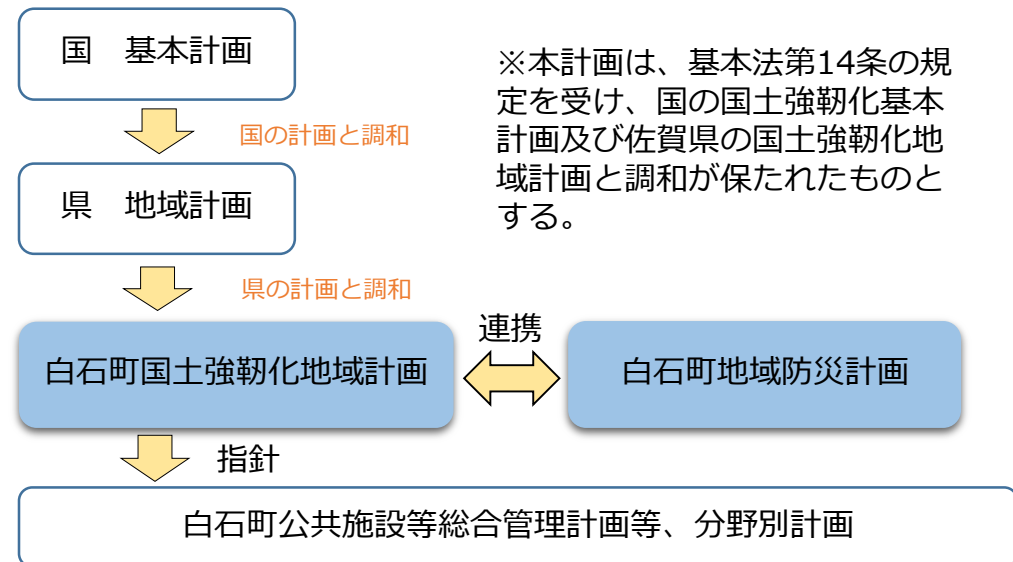 国　基本計画
※本計画は、基本法第14条の規
定を受け、国の国土強靭化基本
計画及び佐賀県の国土強靭化地
域計画と調和が保たれたものと
する。
国の計画と調和
県　地域計画
県の計画と調和
白石町国土強靭化地域計画
連携
白石町地域防災計画
指針
白石町公共施設等総合管理計画等、分野別計画